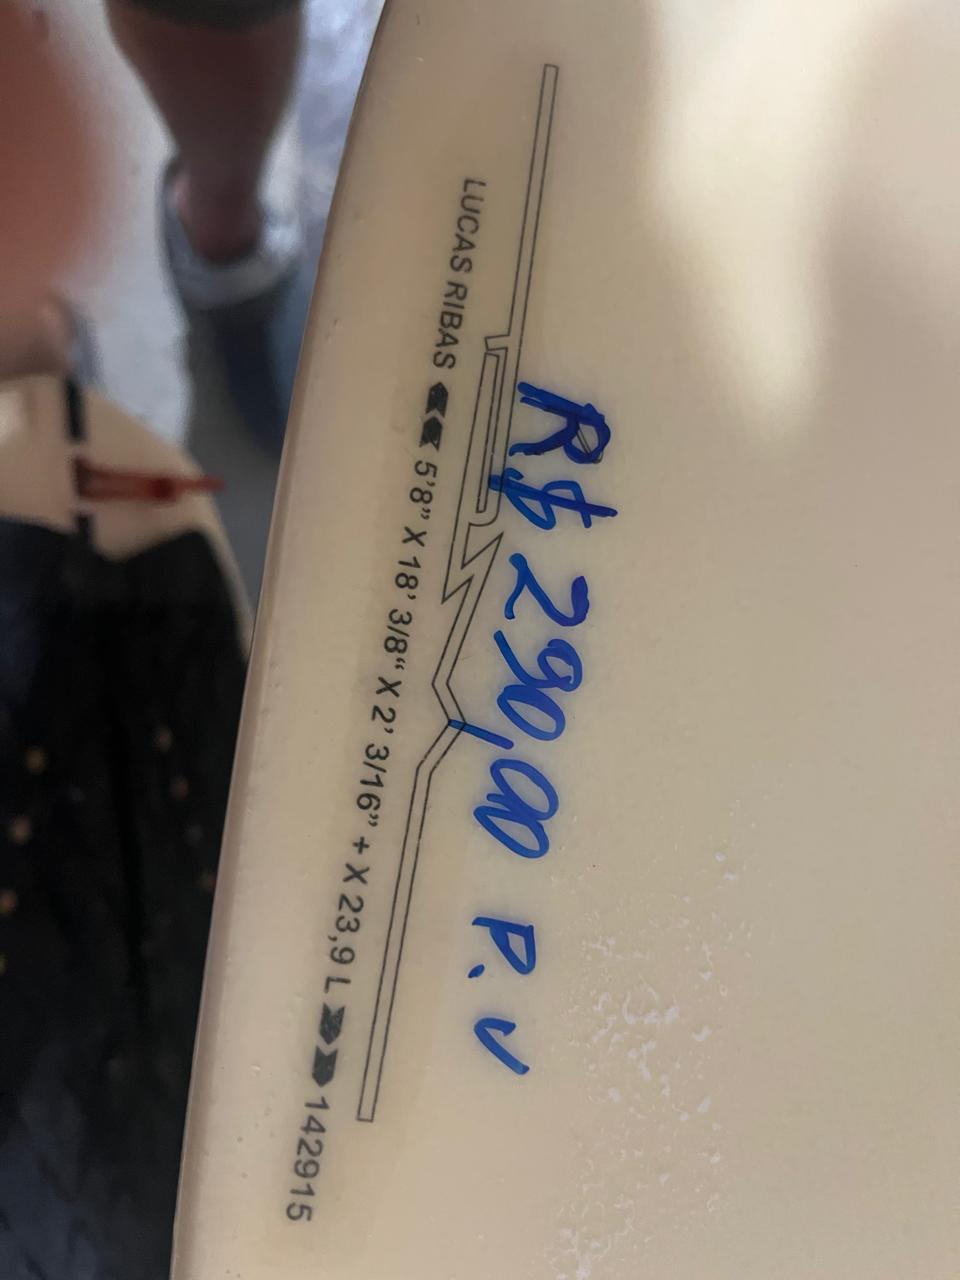 R$ 290,00 P.V
LUCAS RIBAS 5'8" X 18' 3/8" X 2' 3/16" + X 23,9 L 142915